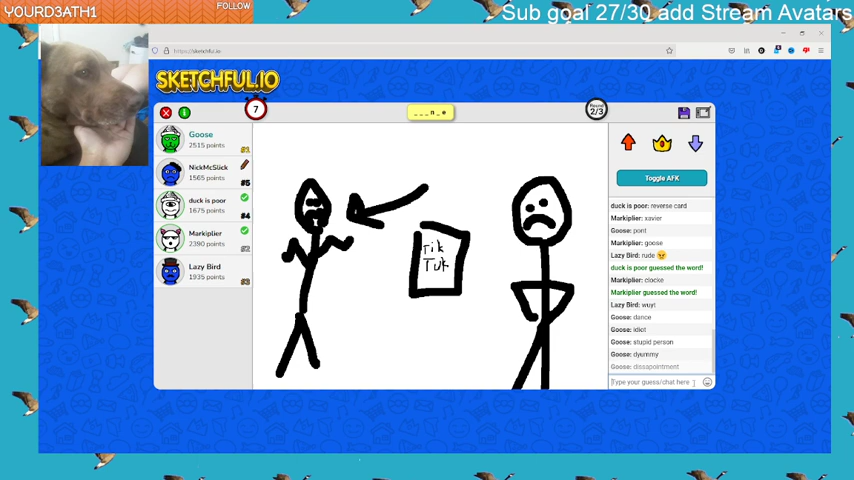 YOURD3ATH1
FOLLOW
Sub goal 27/30 add Stream Avatars
https://sketchful.io
SKETCHFUL.IO
7
_ _ _ n _ e
Round
2/3
Goose
2515 points
#1
NickMcSlick
1565 points
#5
duck is poor
1675 points
#4
Markiplier
2390 points
#2
Lazy Bird
1935 points
#3
Tik
Tuk
Toggle AFK
duck is poor: reverse card
Markiplier: xavier
Goose: pont
Markiplier: goose
Lazy Bird: rude
duck is poor guessed the word!
Markiplier: clocke
Markiplier guessed the word!
Lazy Bird: wuyt
Goose: dance
Goose: idiot
Goose: stupid person
Goose: dyummy
Goose: dissapointment
Type your guess/chat here